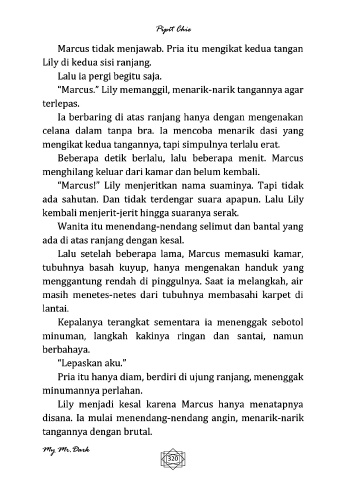 Pipit Chie
Marcus tidak menjawab. Pria itu mengikat kedua tangan
Lily di kedua sisi ranjang.
Lalu ia pergi begitu saja.
“Marcus.” Lily memanggil, menarik-narik tangannya agar
terlepas.
Ia berbaring di atas ranjang hanya dengan mengenakan
celana dalam tanpa bra. Ia mencoba menarik dasi yang
mengikat kedua tangannya, tapi simpulnya terlalu erat.
Beberapa detik berlalu, lalu beberapa menit. Marcus
menghilang keluar dari kamar dan belum kembali.
“Marcus!” Lily menjeritkan nama suaminya. Tapi tidak
ada sahutan. Dan tidak terdengar suara apapun. Lalu Lily
kembali menjerit-jerit hingga suaranya serak.
Wanita itu menendang-nendang selimut dan bantal yang
ada di atas ranjang dengan kesal.
Lalu setelah beberapa lama, Marcus memasuki kamar,
tubuhnya basah kuyup, hanya mengenakan handuk yang
menggantung rendah di pinggulnya. Saat ia melangkah, air
masih menetes-netes dari tubuhnya membasahi karpet di
lantai.
Kepalanya terangkat sementara ia menenggak sebotol
minuman, langkah kakinya ringan dan santai, namun
berbahaya.
“Lepaskan aku.”
Pria itu hanya diam, berdiri di ujung ranjang, menenggak
minumannya perlahan.
Lily menjadi kesal karena Marcus hanya menatapnya
disana. Ia mulai menendang-nendang angin, menarik-narik
tangannya dengan brutal.
My Mr. Dark
320